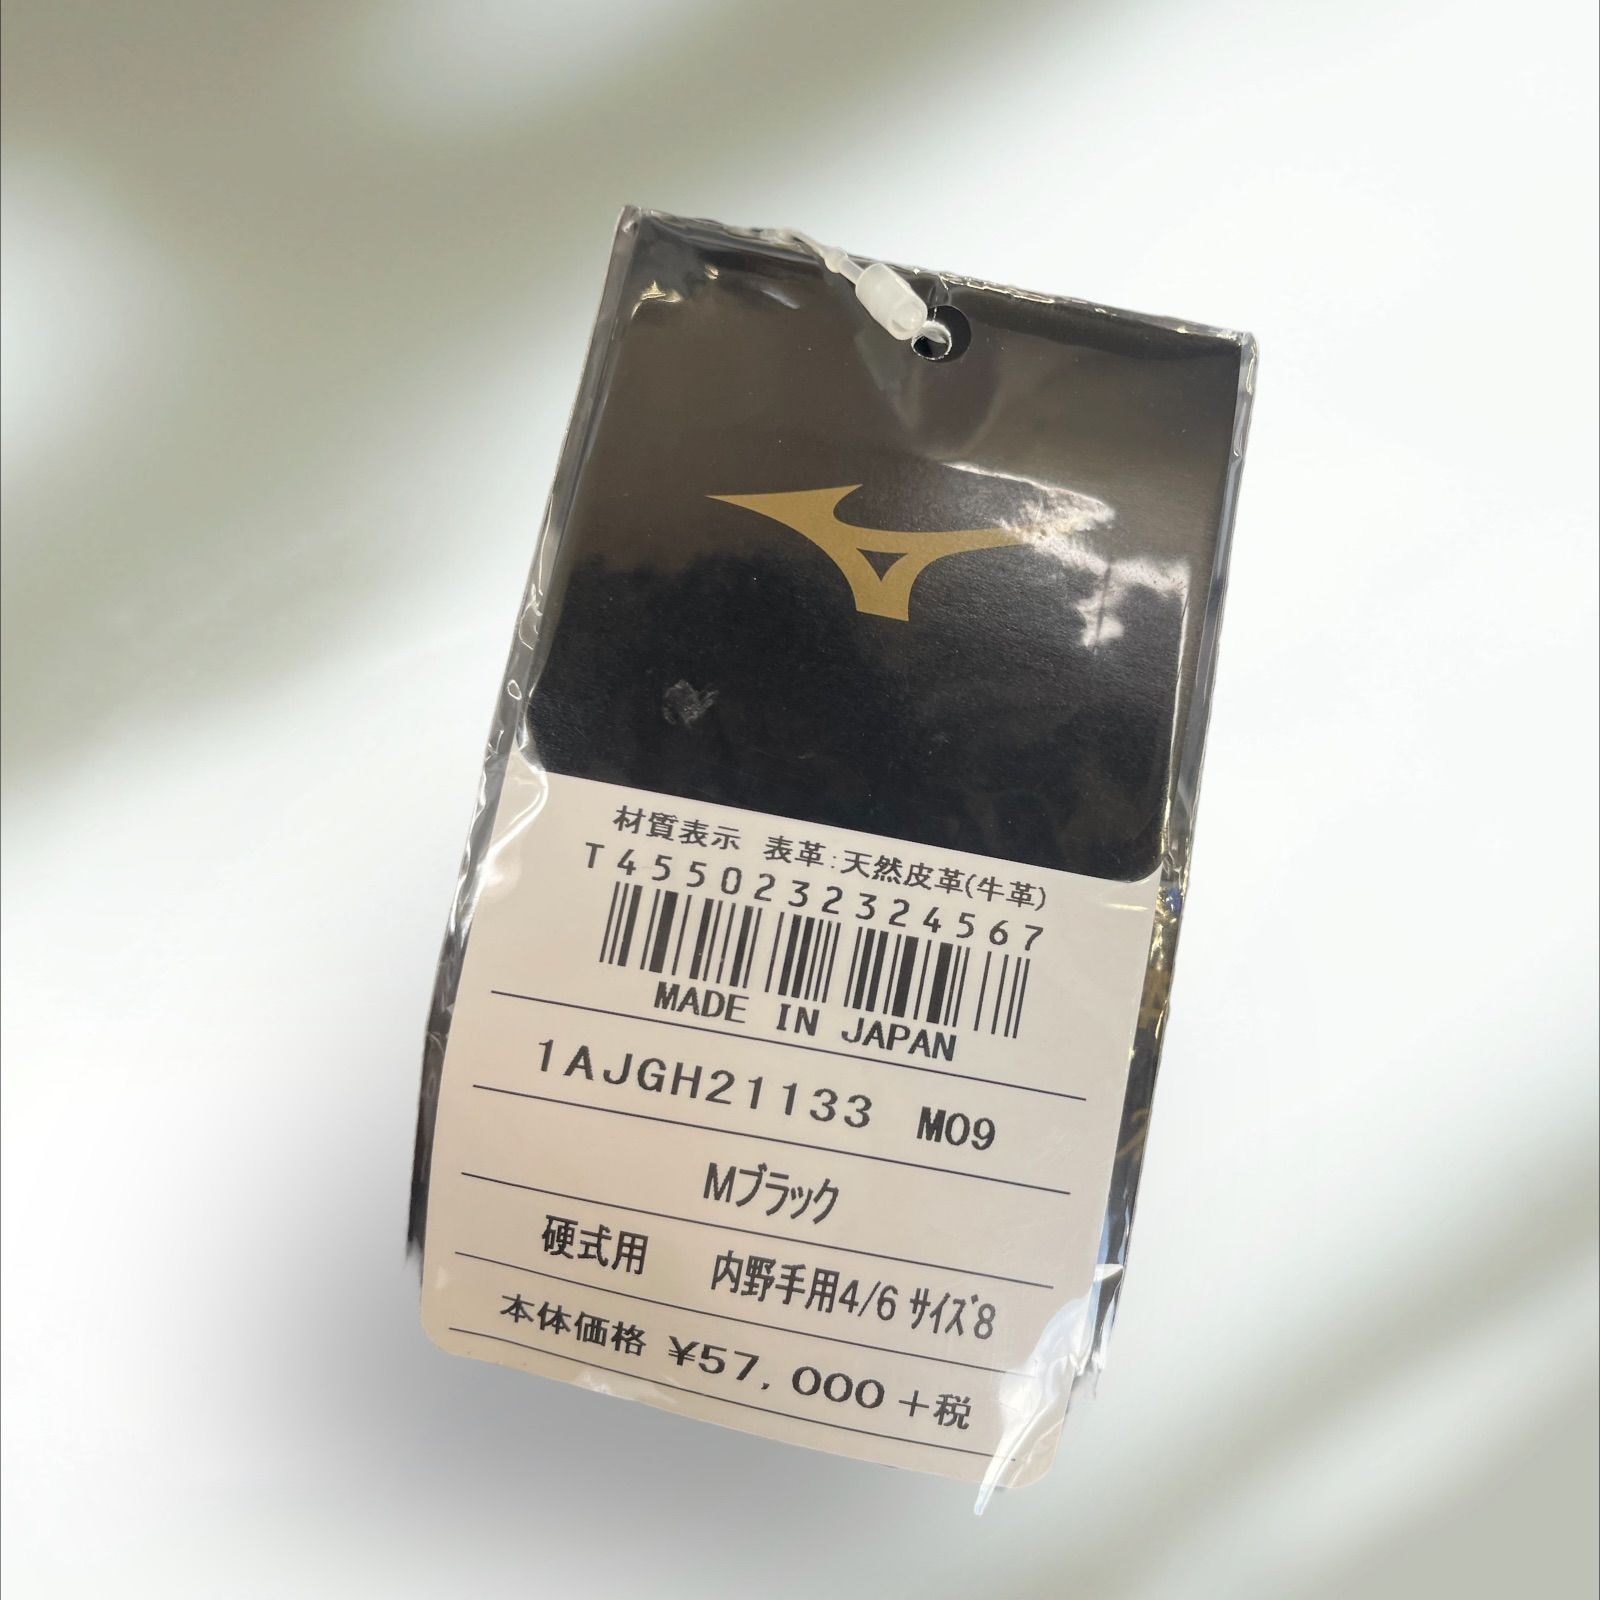 材質表示 表革:天然皮革(牛革)
T4550232324567
MADE IN JAPAN
1AJGH21133 M09
Mブラック
硬式用 内野手用4/6 サイズ8
本体価格 ¥57,000+税